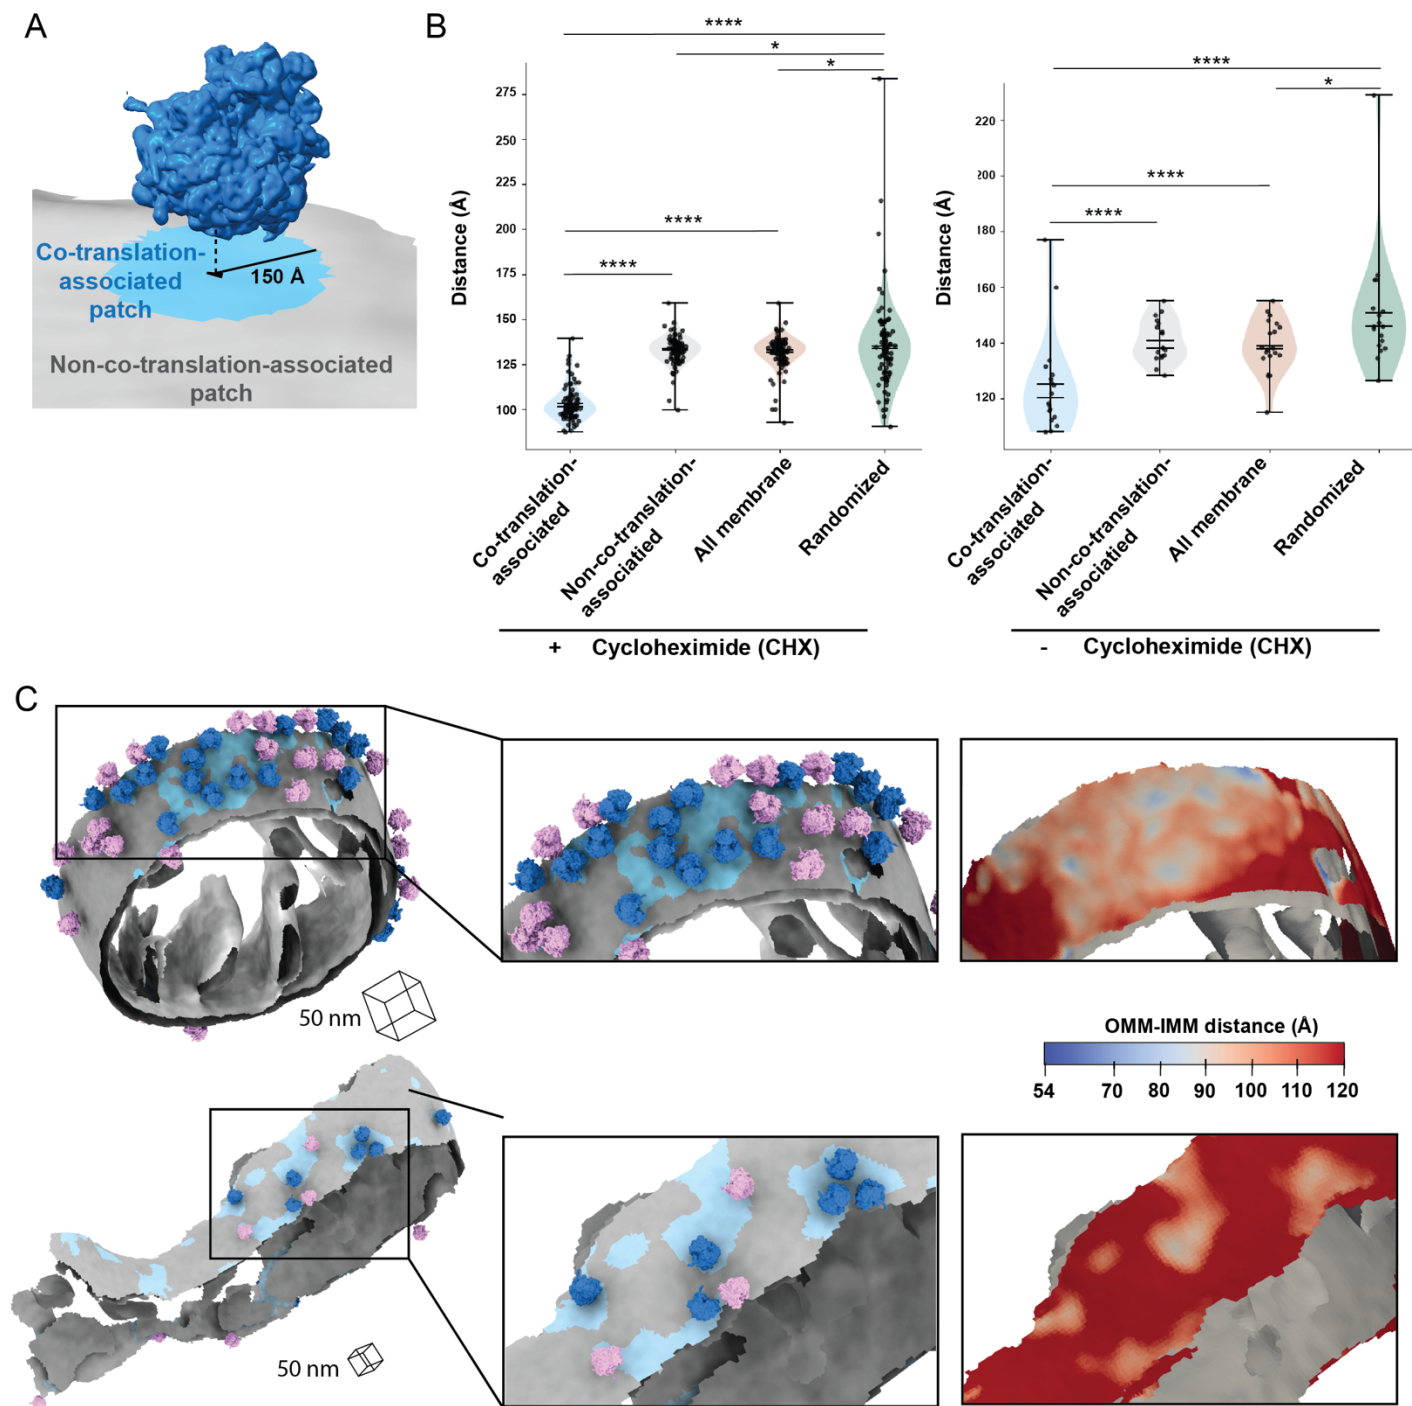 A
Co-translation-
associated
patch
150 Å
Non-co-translation-associated
patch
B
****
*
*
****
****
Distance (Å)
275
250
225
200
175
150
125
100
Co-translation-
associated
Non-co-translation-
associatied
All membrane
Randomized
+ Cycloheximide (CHX)
****
*
****
****
Distance (Å)
220
200
180
160
140
120
Co-translation-
associated
Non-co-translation-
associatied
All membrane
Randomized
- Cycloheximide (CHX)
C
50 nm
OMM-IMM distance (Å)
54 70 80 90 100 110 120
50 nm